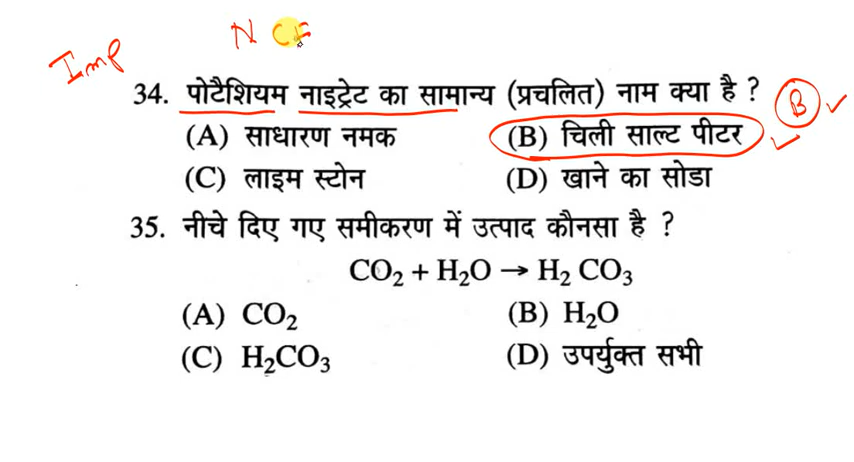 Imp N CE
34. पोटैशियम नाइट्रेट का सामान्य (प्रचलित) नाम क्या है ? B
(A) साधारण नमक (B) चिली साल्ट पीटर
(C) लाइम स्टोन (D) खाने का सोडा
35. नीचे दिए गए समीकरण में उत्पाद कौनसा है ?
CO₂ + H₂O → H₂ CO₃
(A) CO₂ (B) H₂O
(C) H₂CO₃ (D) उपर्युक्त सभी